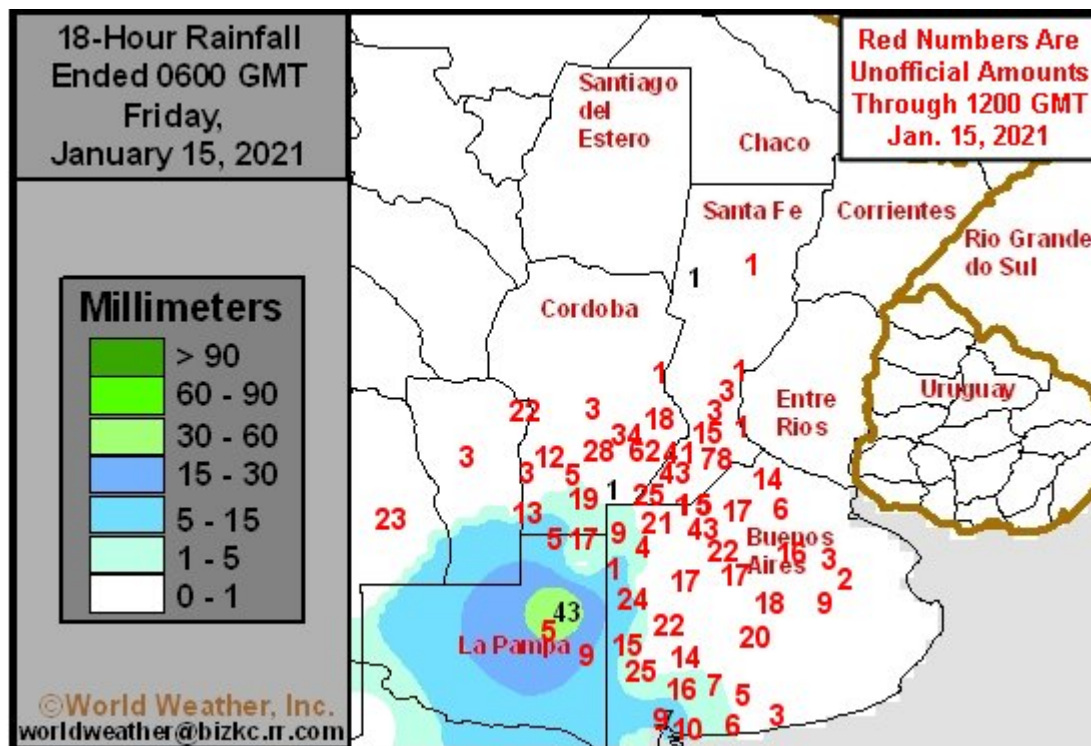 18-Hour Rainfall
Ended 0600 GMT
Friday,
January 15, 2021
Red Numbers Are
Unofficial Amounts
Through 1200 GMT
Jan. 15, 2021
Millimeters
> 90
60 - 90
30 - 60
15 - 30
5 - 15
1 - 5
0 - 1
©World Weather, Inc.
worldweather@bizkc.rr.com
Santiago
del
Estero
Chaco
Santa Fe
Corrientes
Rio Grande
do Sul
1
1
Cordoba
1
1
3
Uruguay
Entre
Rios
22
3
18
3
1
34
15
3
12
28
62
41
78
3
5
43
14
23
13
19
1
25
15
17
6
5
17
9
21
43
Buenos
Aires
4
22
16
3
1
17
17
2
43
24
18
9
5
22
20
La Pampa
9
15
14
25
16
7
5
3
9
10
6